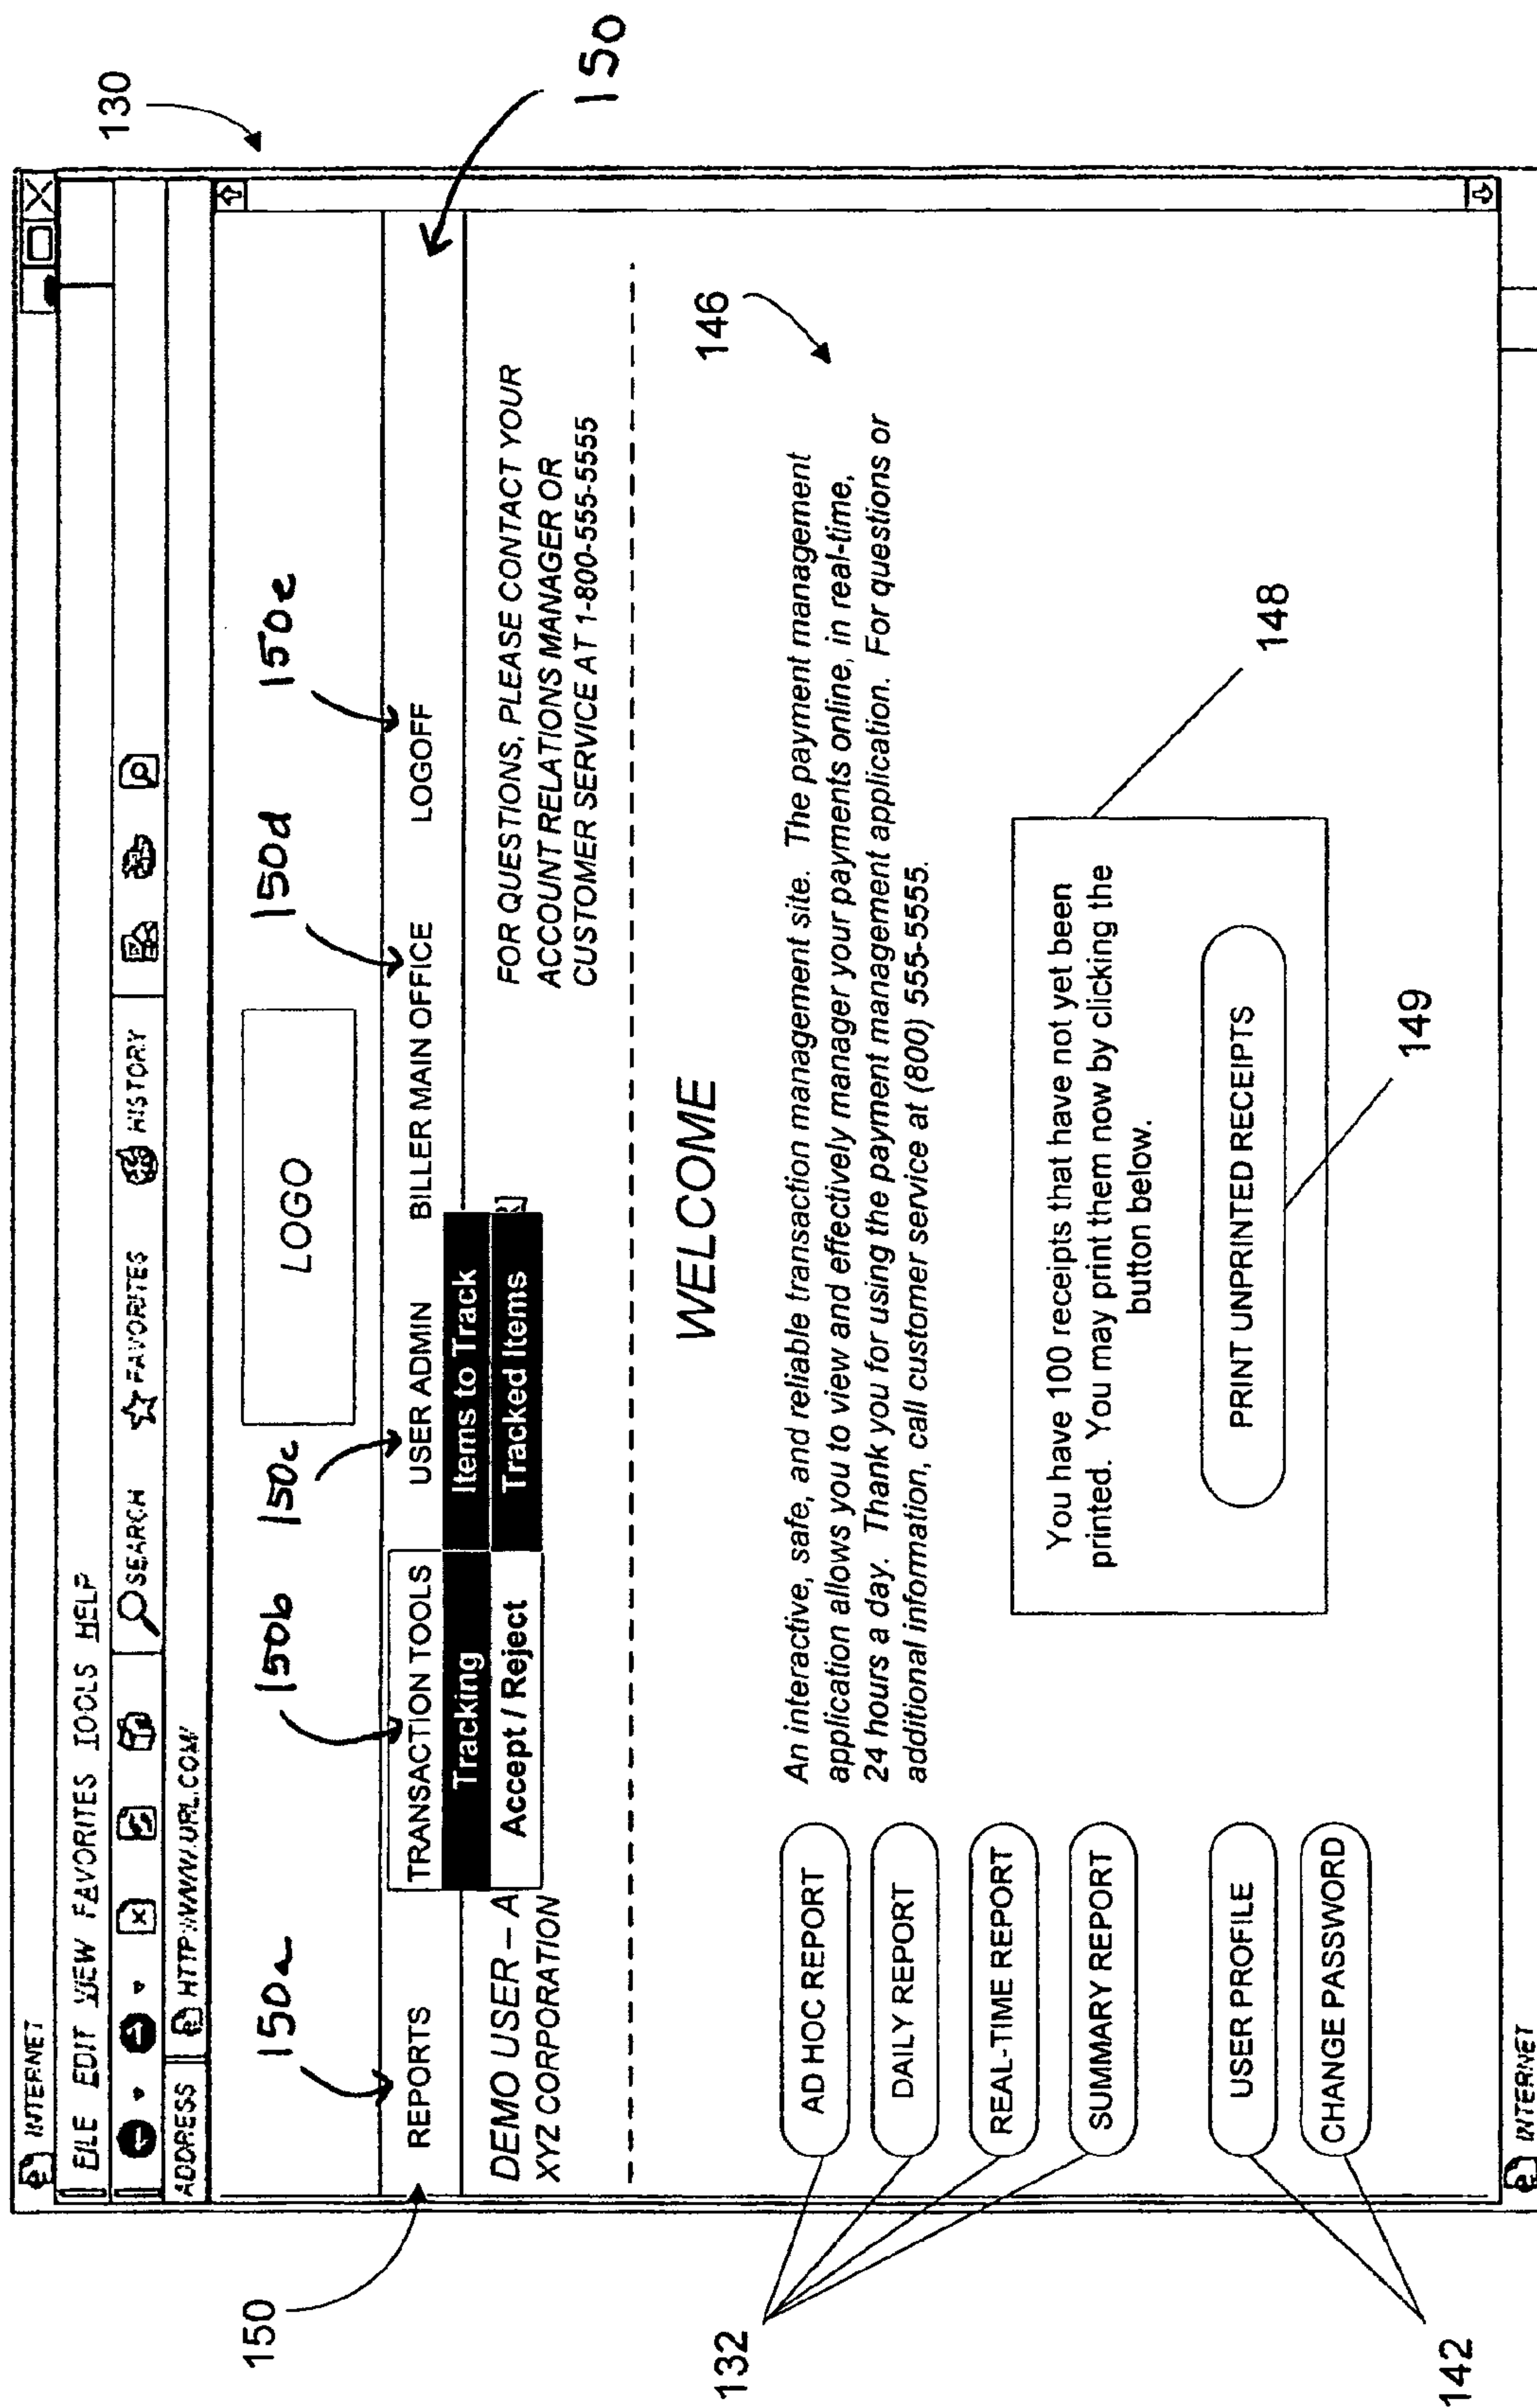 INTERNET
FILE EDIT VIEW FAVORITES TOOLS HELP
SEARCH FAVORITES HISTORY
ADDRESS HTTP:\\WWW.URL.COM
130
LOGO
150a 150b 150c 150d 150e
150
REPORTS TRANSACTION TOOLS USER ADMIN BILLER MAIN OFFICE LOGOFF
150
Tracking Items to Track
Accept / Reject Tracked Items
DEMO USER – A
XYZ CORPORATION
FOR QUESTIONS, PLEASE CONTACT YOUR
ACCOUNT RELATIONS MANAGER OR
CUSTOMER SERVICE AT 1-800-555-5555
WELCOME
146
An interactive, safe, and reliable transaction management site. The payment management
application allows you to view and effectively manager your payments online, in real-time,
24 hours a day. Thank you for using the payment management application. For questions or
additional information, call customer service at (800) 555-5555.
132
AD HOC REPORT
DAILY REPORT
REAL-TIME REPORT
SUMMARY REPORT
142
USER PROFILE
CHANGE PASSWORD
148
You have 100 receipts that have not yet been
printed. You may print them now by clicking the
button below.
PRINT UNPRINTED RECEIPTS
149
INTERNET